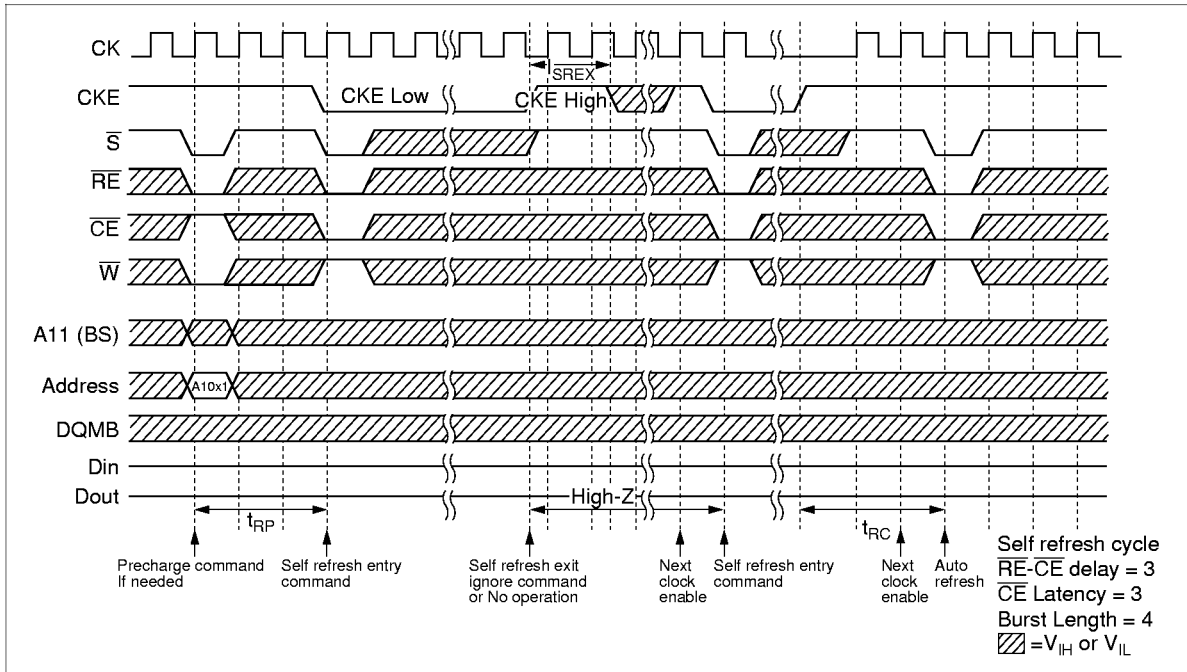 CK
l SREX
CKE
CKE Low
CKE High
S
RE
CE
W
A11 (BS)
Address
A10x1
DQMB
Din
Dout
High-Z
tRP
tRC
Precharge command
If needed
Self refresh entry
command
Self refresh exit
ignore command
or No operation
Next
clock
enable
Self refresh entry
command
Next
clock
enable
Auto
refresh
Self refresh cycle
RE-CE delay = 3
CE Latency = 3
Burst Length = 4
=VIH or VIL